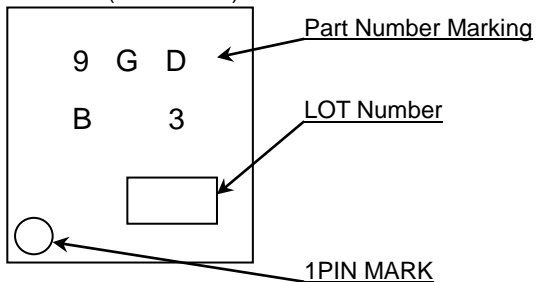 Part Number Marking
9 G D
B 3
LOT Number
1PIN MARK